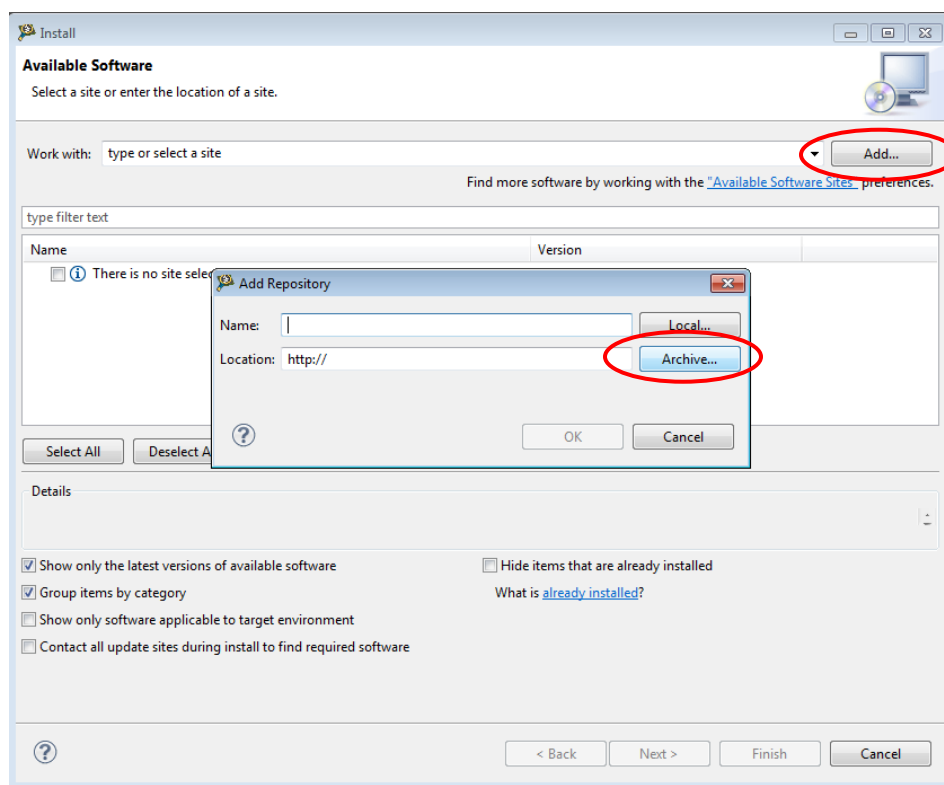 Install
Available Software
Select a site or enter the location of a site.
Work with: type or select a site Add...
Find more software by working with the "Available Software Sites" preferences.
type filter text
Name Version
There is no site selec
Add Repository
Name: Local...
Location: http:// Archive...
OK Cancel
Select All Deselect A
Details
Show only the latest versions of available software Hide items that are already installed
Group items by category What is already installed?
Show only software applicable to target environment
Contact all update sites during install to find required software
< Back Next > Finish Cancel